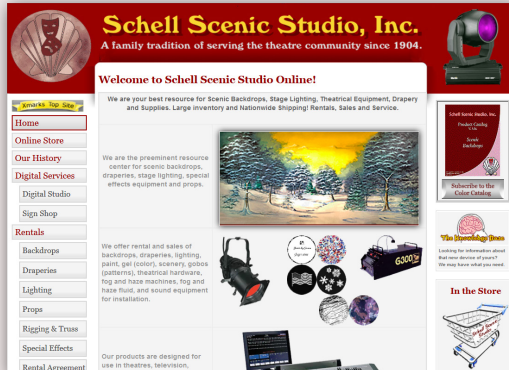 Schell Scenic Studio, Inc.
A family tradition of serving the theatre community since 1904.
Welcome to Schell Scenic Studio Online!
We are your best resource for Scenic Backdrops, Stage Lighting, Theatrical Equipment, Drapery
and Supplies. Large inventory and Nationwide Shipping! Rentals, Sales and Service.
Xmarks Top Site
Home
Online Store
Our History
Digital Services
Digital Studio
Sign Shop
Rentals
Backdrops
Draperies
Lighting
Props
Rigging & Truss
Special Effects
Rental Agreement
We are the preeminent resource
center for scenic backdrops,
draperies, stage lighting, special
effects equipment and props.
We offer rental and sales of
backdrops, draperies, lighting,
paint, gel (color), scenery, gobos
(patterns), theatrical hardware,
fog and haze machines, fog and
haze fluid, and sound equipment
for installation.
G300
Our products are designed for
use in theatres, television,
Schell Scenic Studio, Inc.
Product Catalog
Scenic
Backdrops
Subscribe to the
Color Catalog
The Knowledge Base
Looking for information about
that new device of yours?
We may have what you need.
In the Store
Schell Scenic
Studio